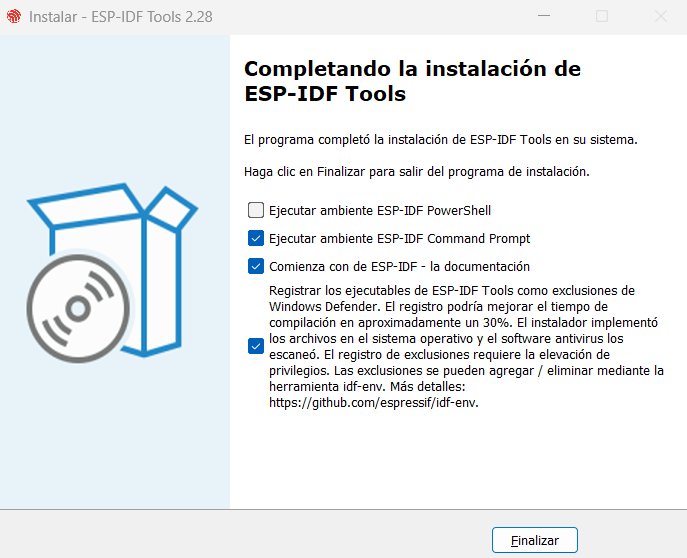 Instalar - ESP-IDF Tools 2.28
Completando la instalación de
ESP-IDF Tools
El programa completó la instalación de ESP-IDF Tools en su sistema.
Haga clic en Finalizar para salir del programa de instalación.
Ejecutar ambiente ESP-IDF PowerShell
Ejecutar ambiente ESP-IDF Command Prompt
Comienza con de ESP-IDF - la documentación
Registrar los ejecutables de ESP-IDF Tools como exclusiones de
Windows Defender. El registro podría mejorar el tiempo de
compilación en aproximadamente un 30%. El instalador implementó
los archivos en el sistema operativo y el software antivirus los
escaneó. El registro de exclusiones requiere la elevación de
privilegios. Las exclusiones se pueden agregar / eliminar mediante la
herramienta idf-env. Más detalles:
https://github.com/espressif/idf-env.
Finalizar